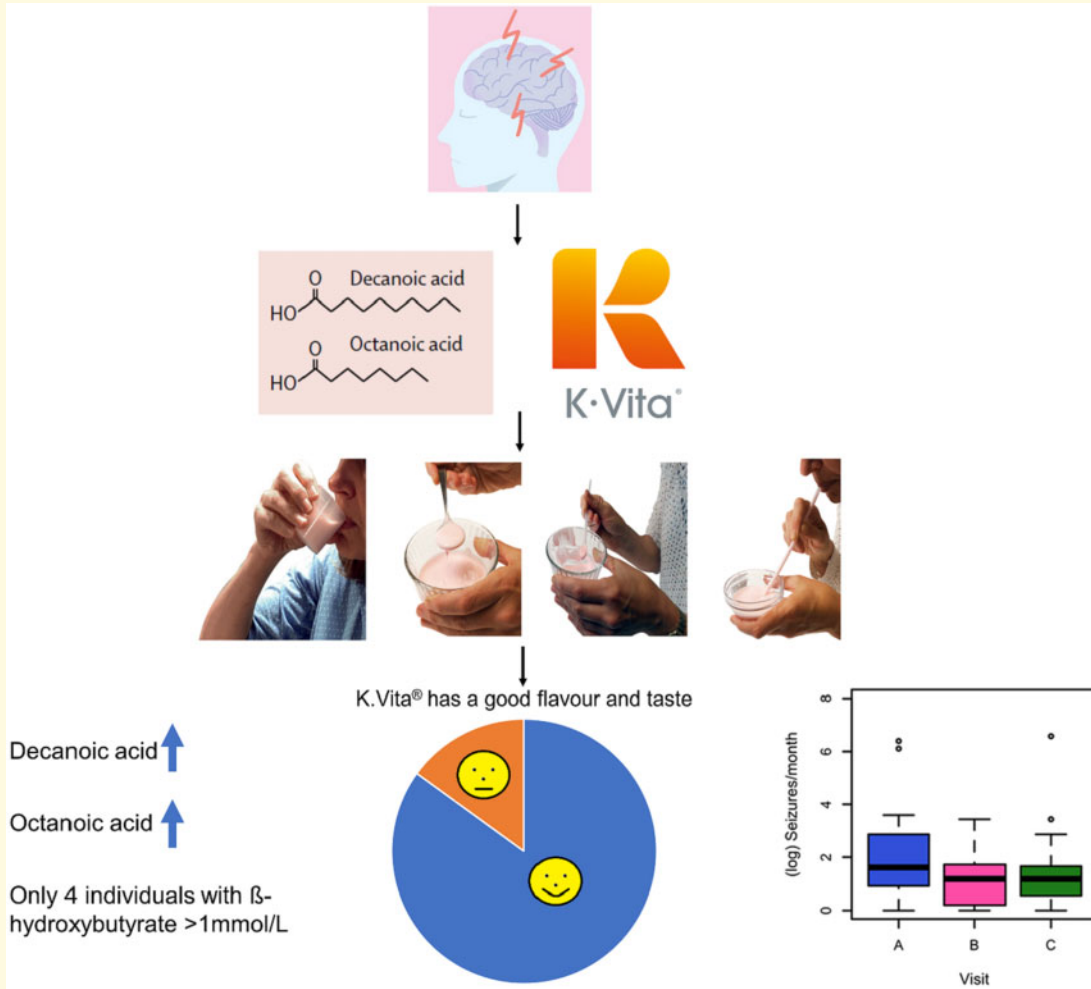 O
Decanoic acid
HO
O
Octanoic acid
HO
K·Vita®
K.Vita® has a good flavour and taste
Decanoic acid
Octanoic acid
Only 4 individuals with ß-
hydroxybutyrate >1mmol/L
(log) Seizures/month
8
6
4
2
0
A B C
Visit